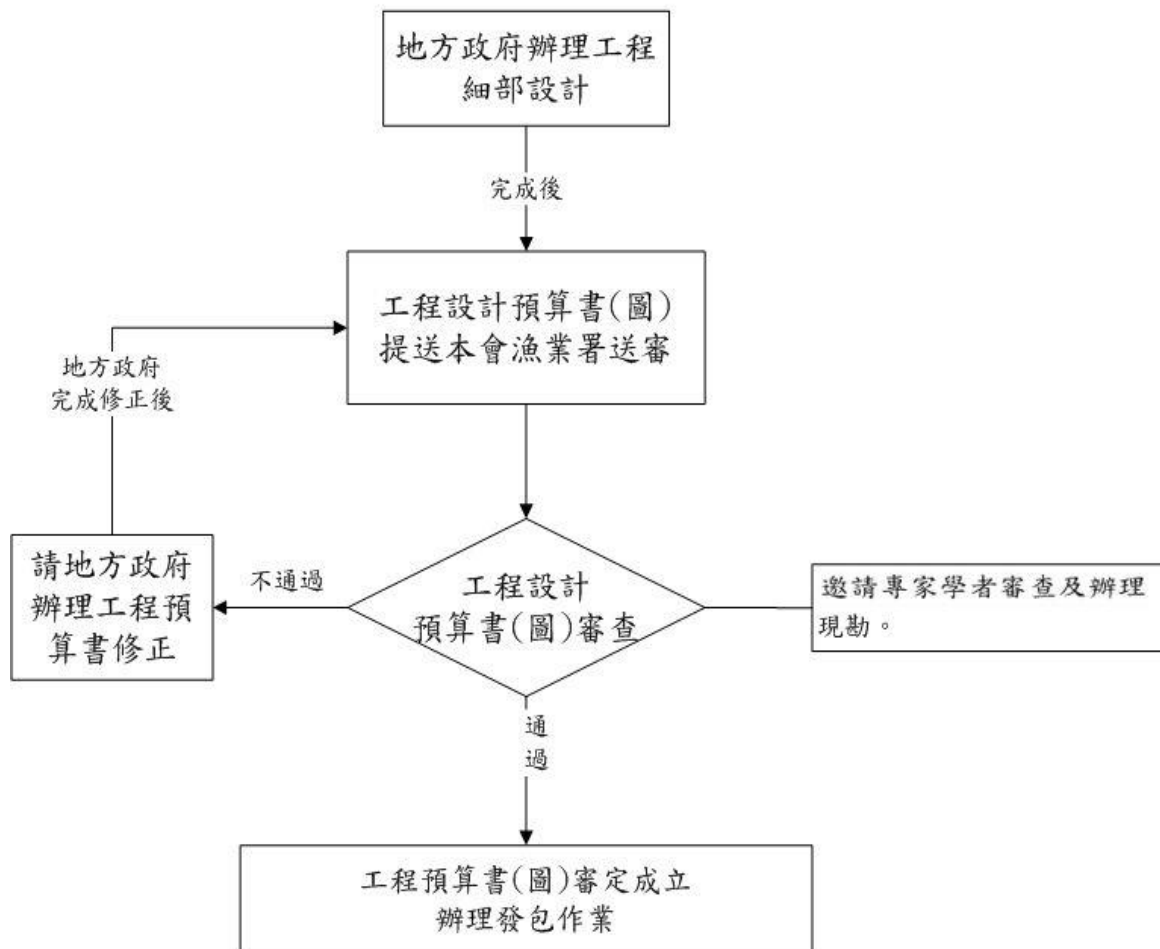 地方政府辦理工程
細部設計
完成後
工程設計預算書(圖)
提送本會漁業署送審
地方政府
完成修正後
請地方政府
辦理工程預
算書修正
不通過
工程設計
預算書(圖)審查
邀請專家學者審查及辦理
現勘。
通
過
工程預算書(圖)審定成立
辦理發包作業